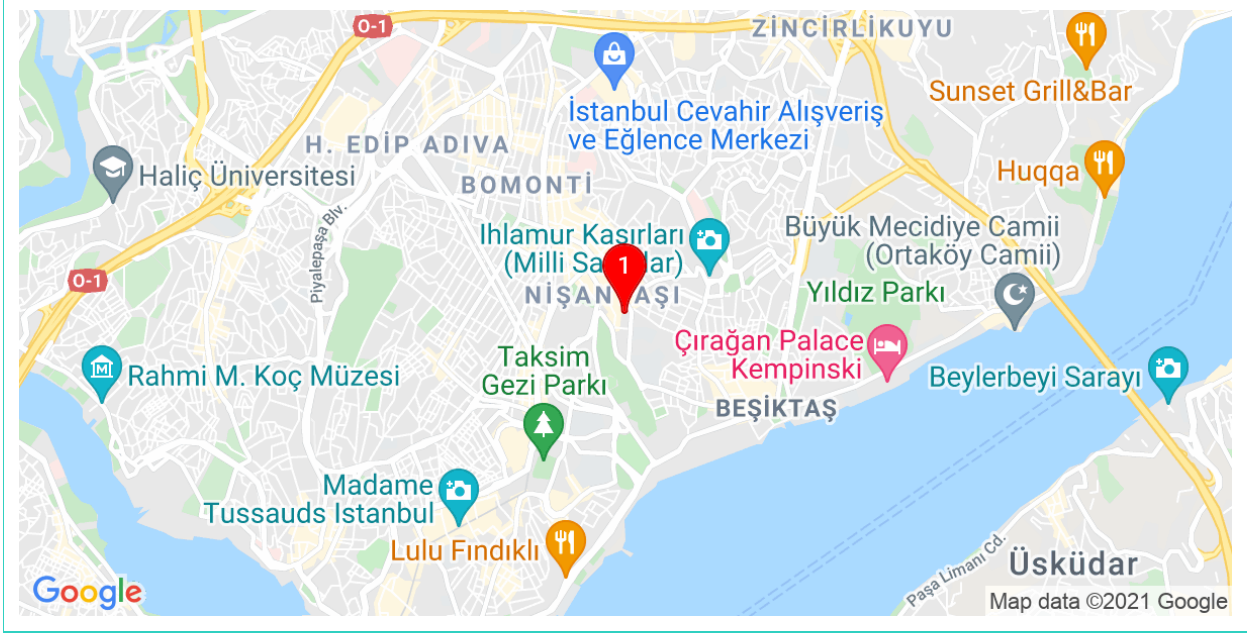 O-1
ZİNCİRLİKUYU
Sunset Grill&Bar
İstanbul Cevahir Alışveriş
ve Eğlence Merkezi
H. EDİP ADIVA
Huqqa
Haliç Üniversitesi
BOMONTİ
Piyalepaşa Blv.
Ihlamur Kasırları
Büyük Mecidiye Camii
(Ortaköy Camii)
1
O-1
Yıldız Parkı
Çırağan Palace
Kempinski
Taksim
Gezi Parkı
Rahmi M. Koç Müzesi
Beylerbeyi Sarayı
BEŞİKTAŞ
Madame
Tussauds Istanbul
Lulu Fındıklı
Paşa Limanı Cd.
Üsküdar
Google
Map data ©2021 Google